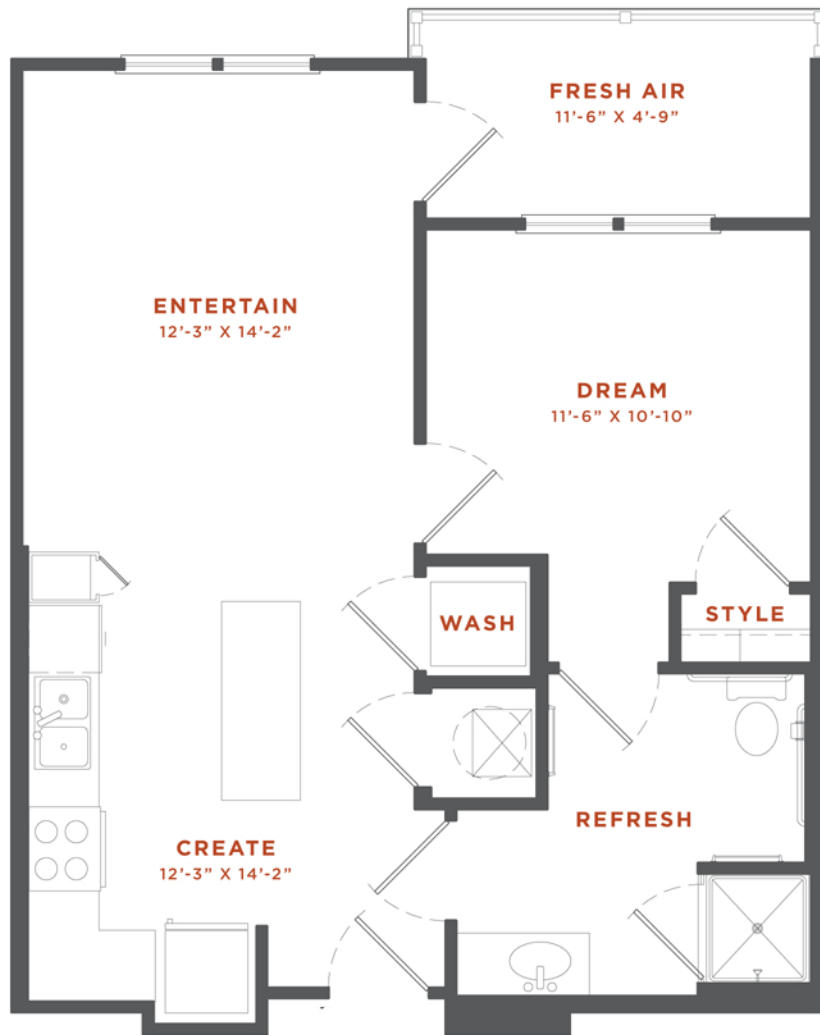 FRESH AIR
11'-6" X 4'-9"
ENTERTAIN
12'-3" X 14'-2"
DREAM
11'-6" X 10'-10"
WASH
STYLE
REFRESH
CREATE
12'-3" X 14'-2"